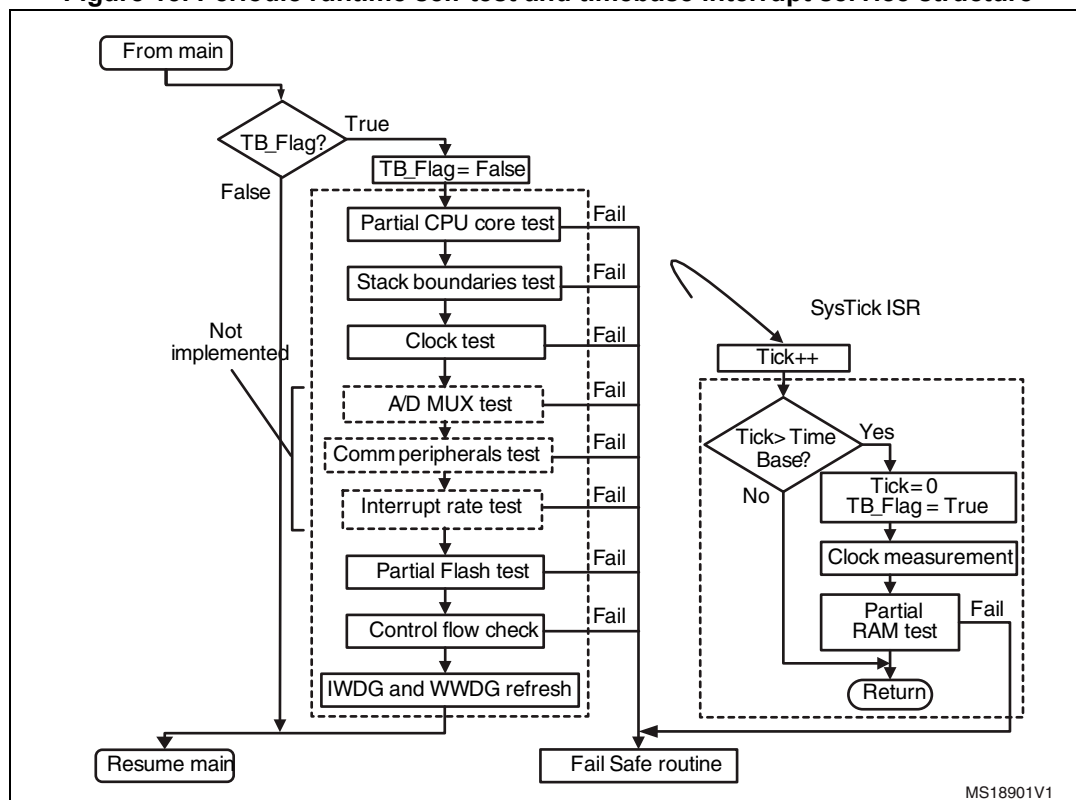 From main
TB_Flag?
True
False
TB_Flag= False
Partial CPU core test
Fail
Stack boundaries test
Fail
Clock test
Fail
Not
implemented
A/D MUX test
Fail
Comm peripherals test
Fail
Interrupt rate test
Fail
Partial Flash test
Fail
Control flow check
Fail
IWDG and WWDG refresh
Resume main
Fail Safe routine
SysTick ISR
Tick++
Tick> Time
Base?
Yes
No
Tick=0
TB_Flag = True
Clock measurement
Partial
RAM test
Fail
Return
MS18901V1